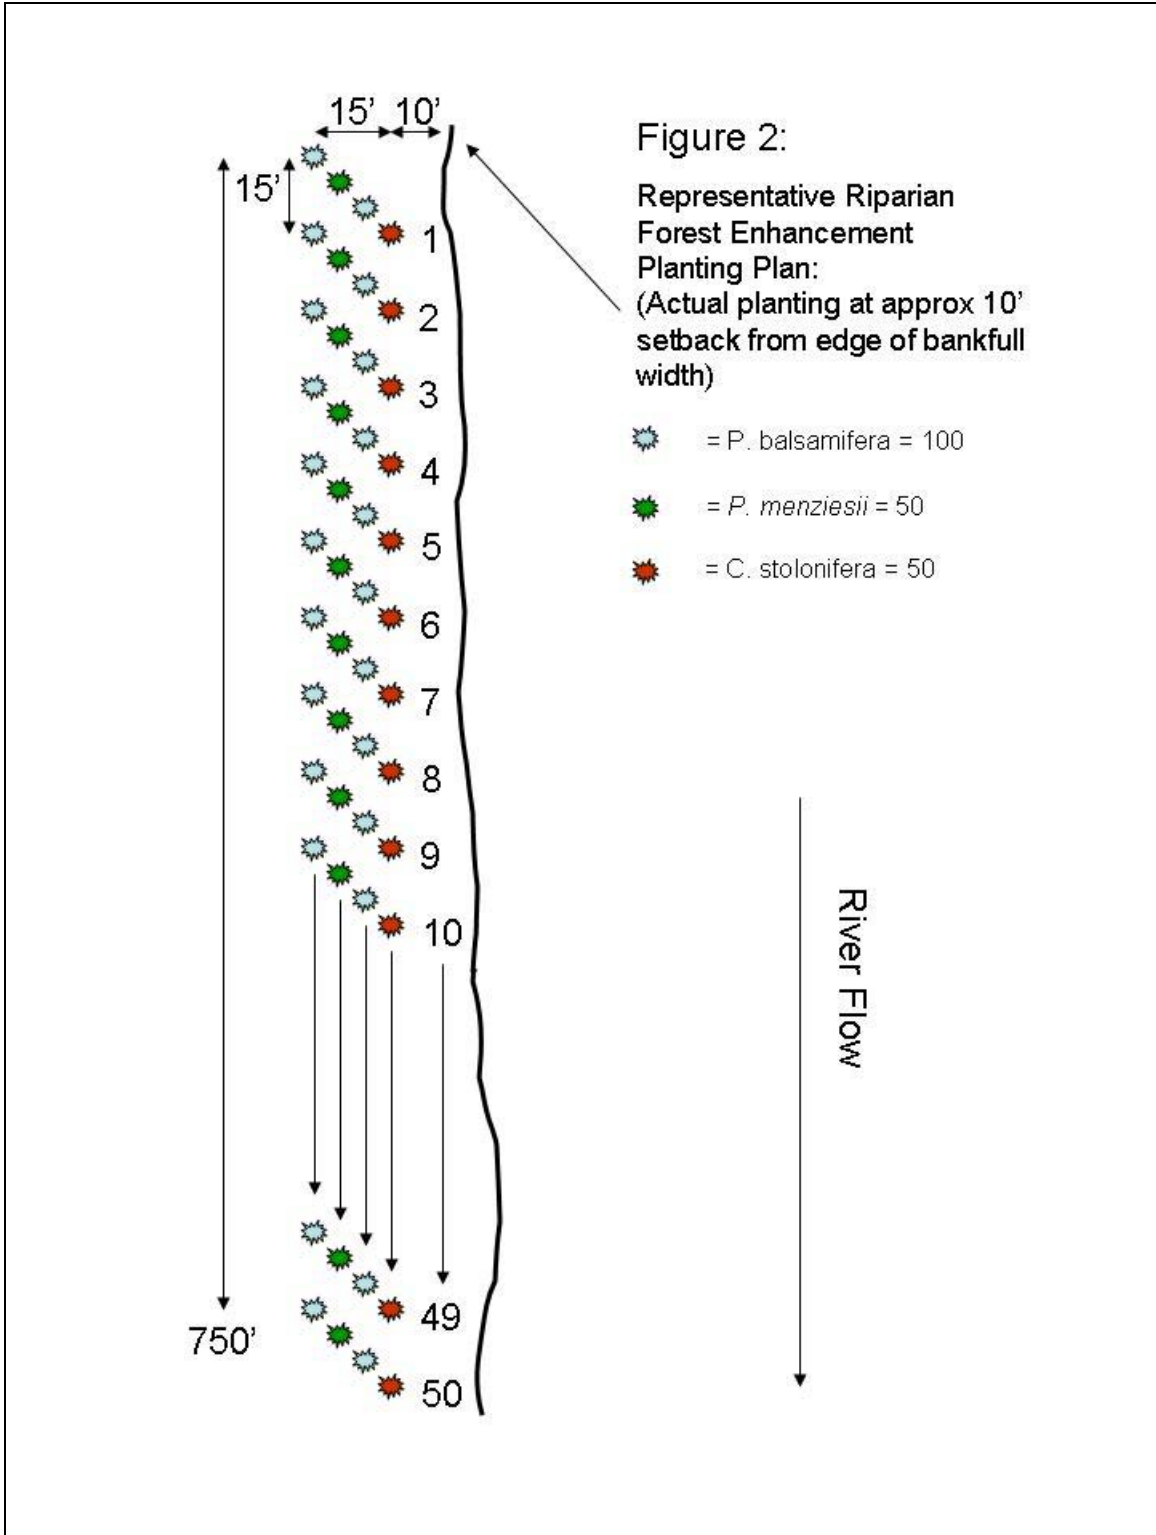 15’ 10’
Figure 2:
15’
Representative Riparian
Forest Enhancement
Planting Plan:
(Actual planting at approx 10’
setback from edge of bankfull
width)
1
2
3
4
5
6
7
8
9
10
49
50
750’
= P. balsamifera = 100
= P. menziesii = 50
= C. stolonifera = 50
River Flow